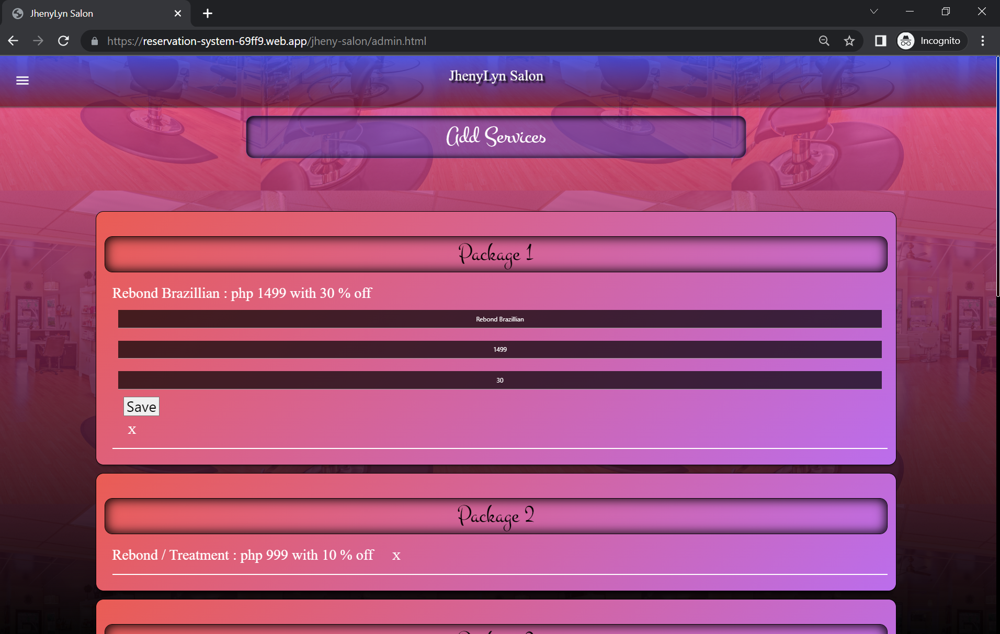 JhenyLyn Salon
https://reservation-system-69ff9.web.app/jheny-salon/admin.html
Incognito
JhenyLyn Salon
Add Services
Package 1
Rebond Brazillian : php 1499 with 30 % off
Rebond Brazillian
1499
30
Save
x
Package 2
Rebond / Treatment : php 999 with 10 % off x